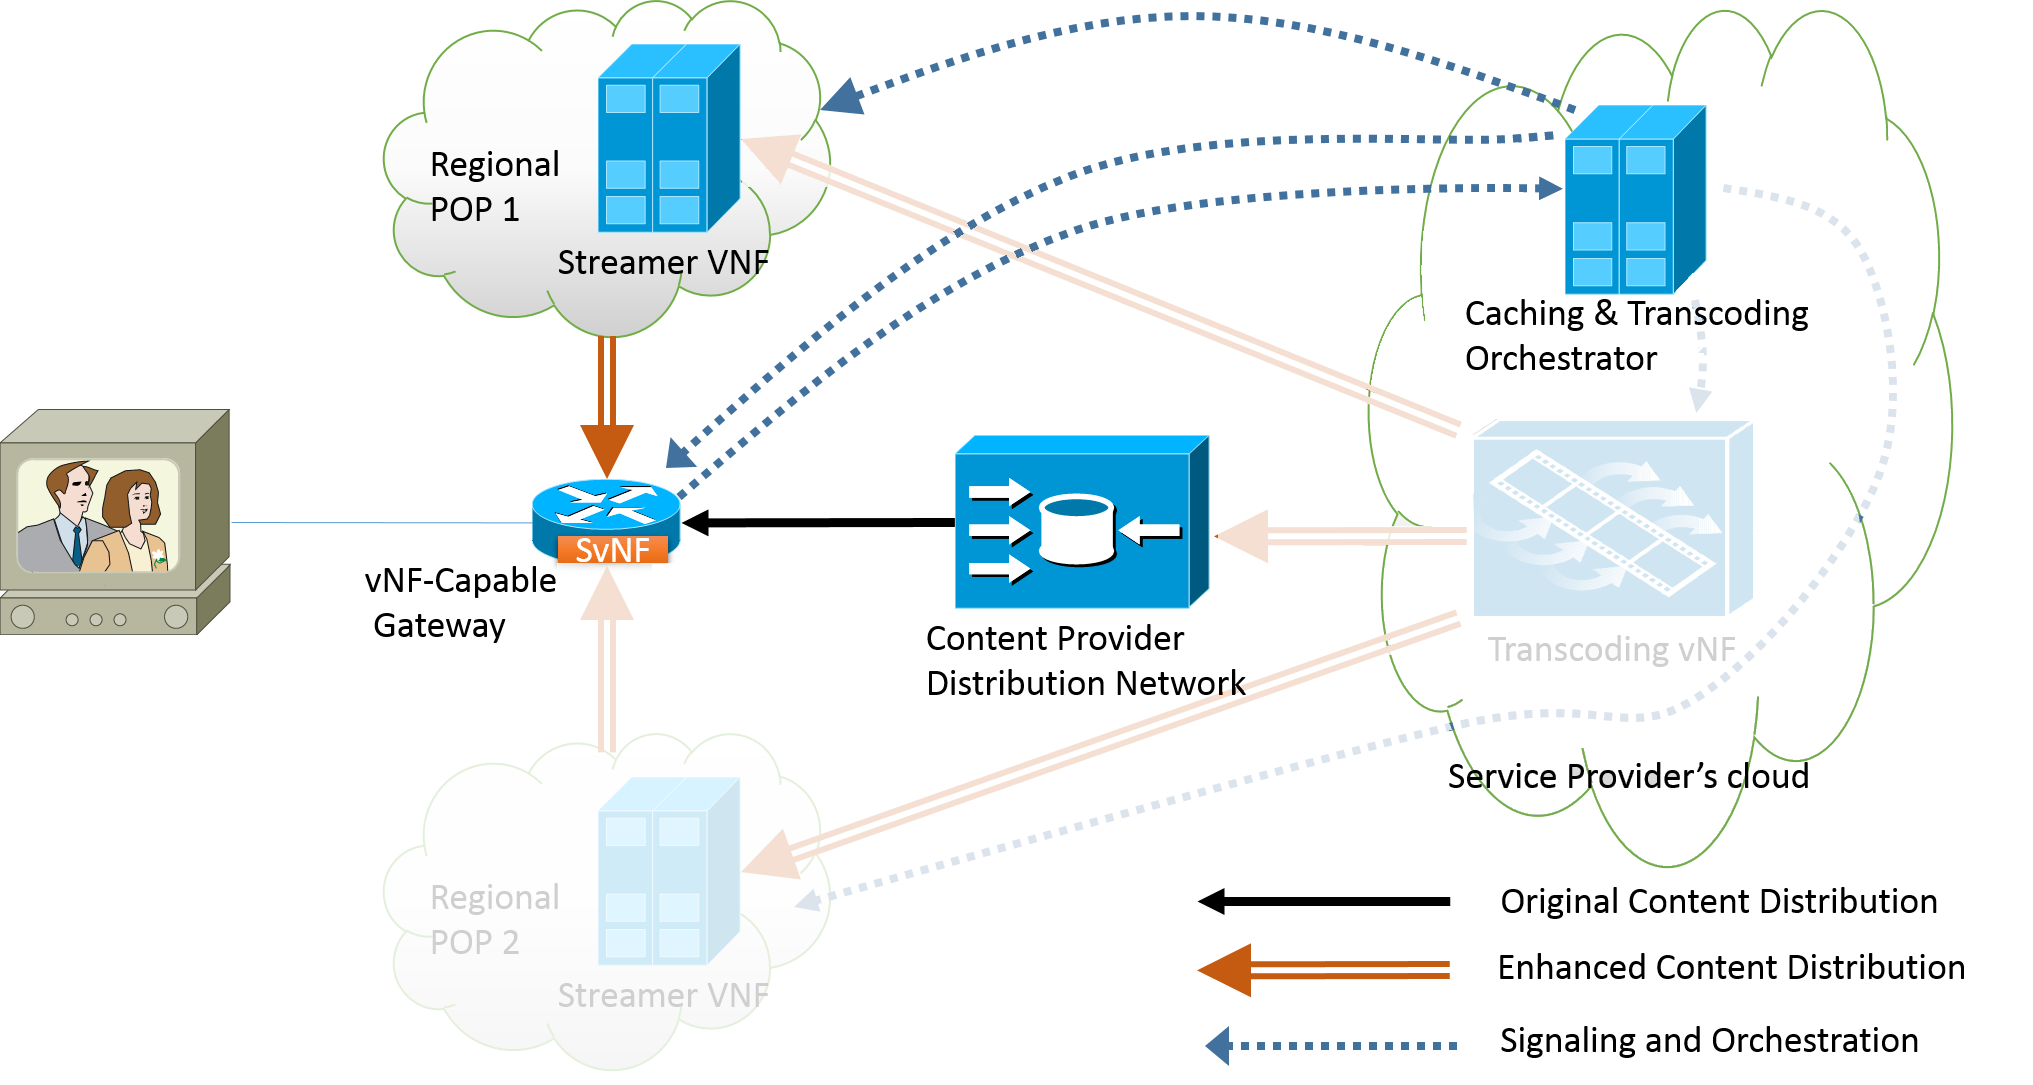 Regional
POP 1
Streamer VNF
Caching & Transcoding
Orchestrator
SvNF
vNF-Capable
Gateway
Content Provider
Distribution Network
Transcoding vNF
Service Provider’s cloud
Regional
POP 2
Streamer VNF
Original Content Distribution
Enhanced Content Distribution
Signaling and Orchestration